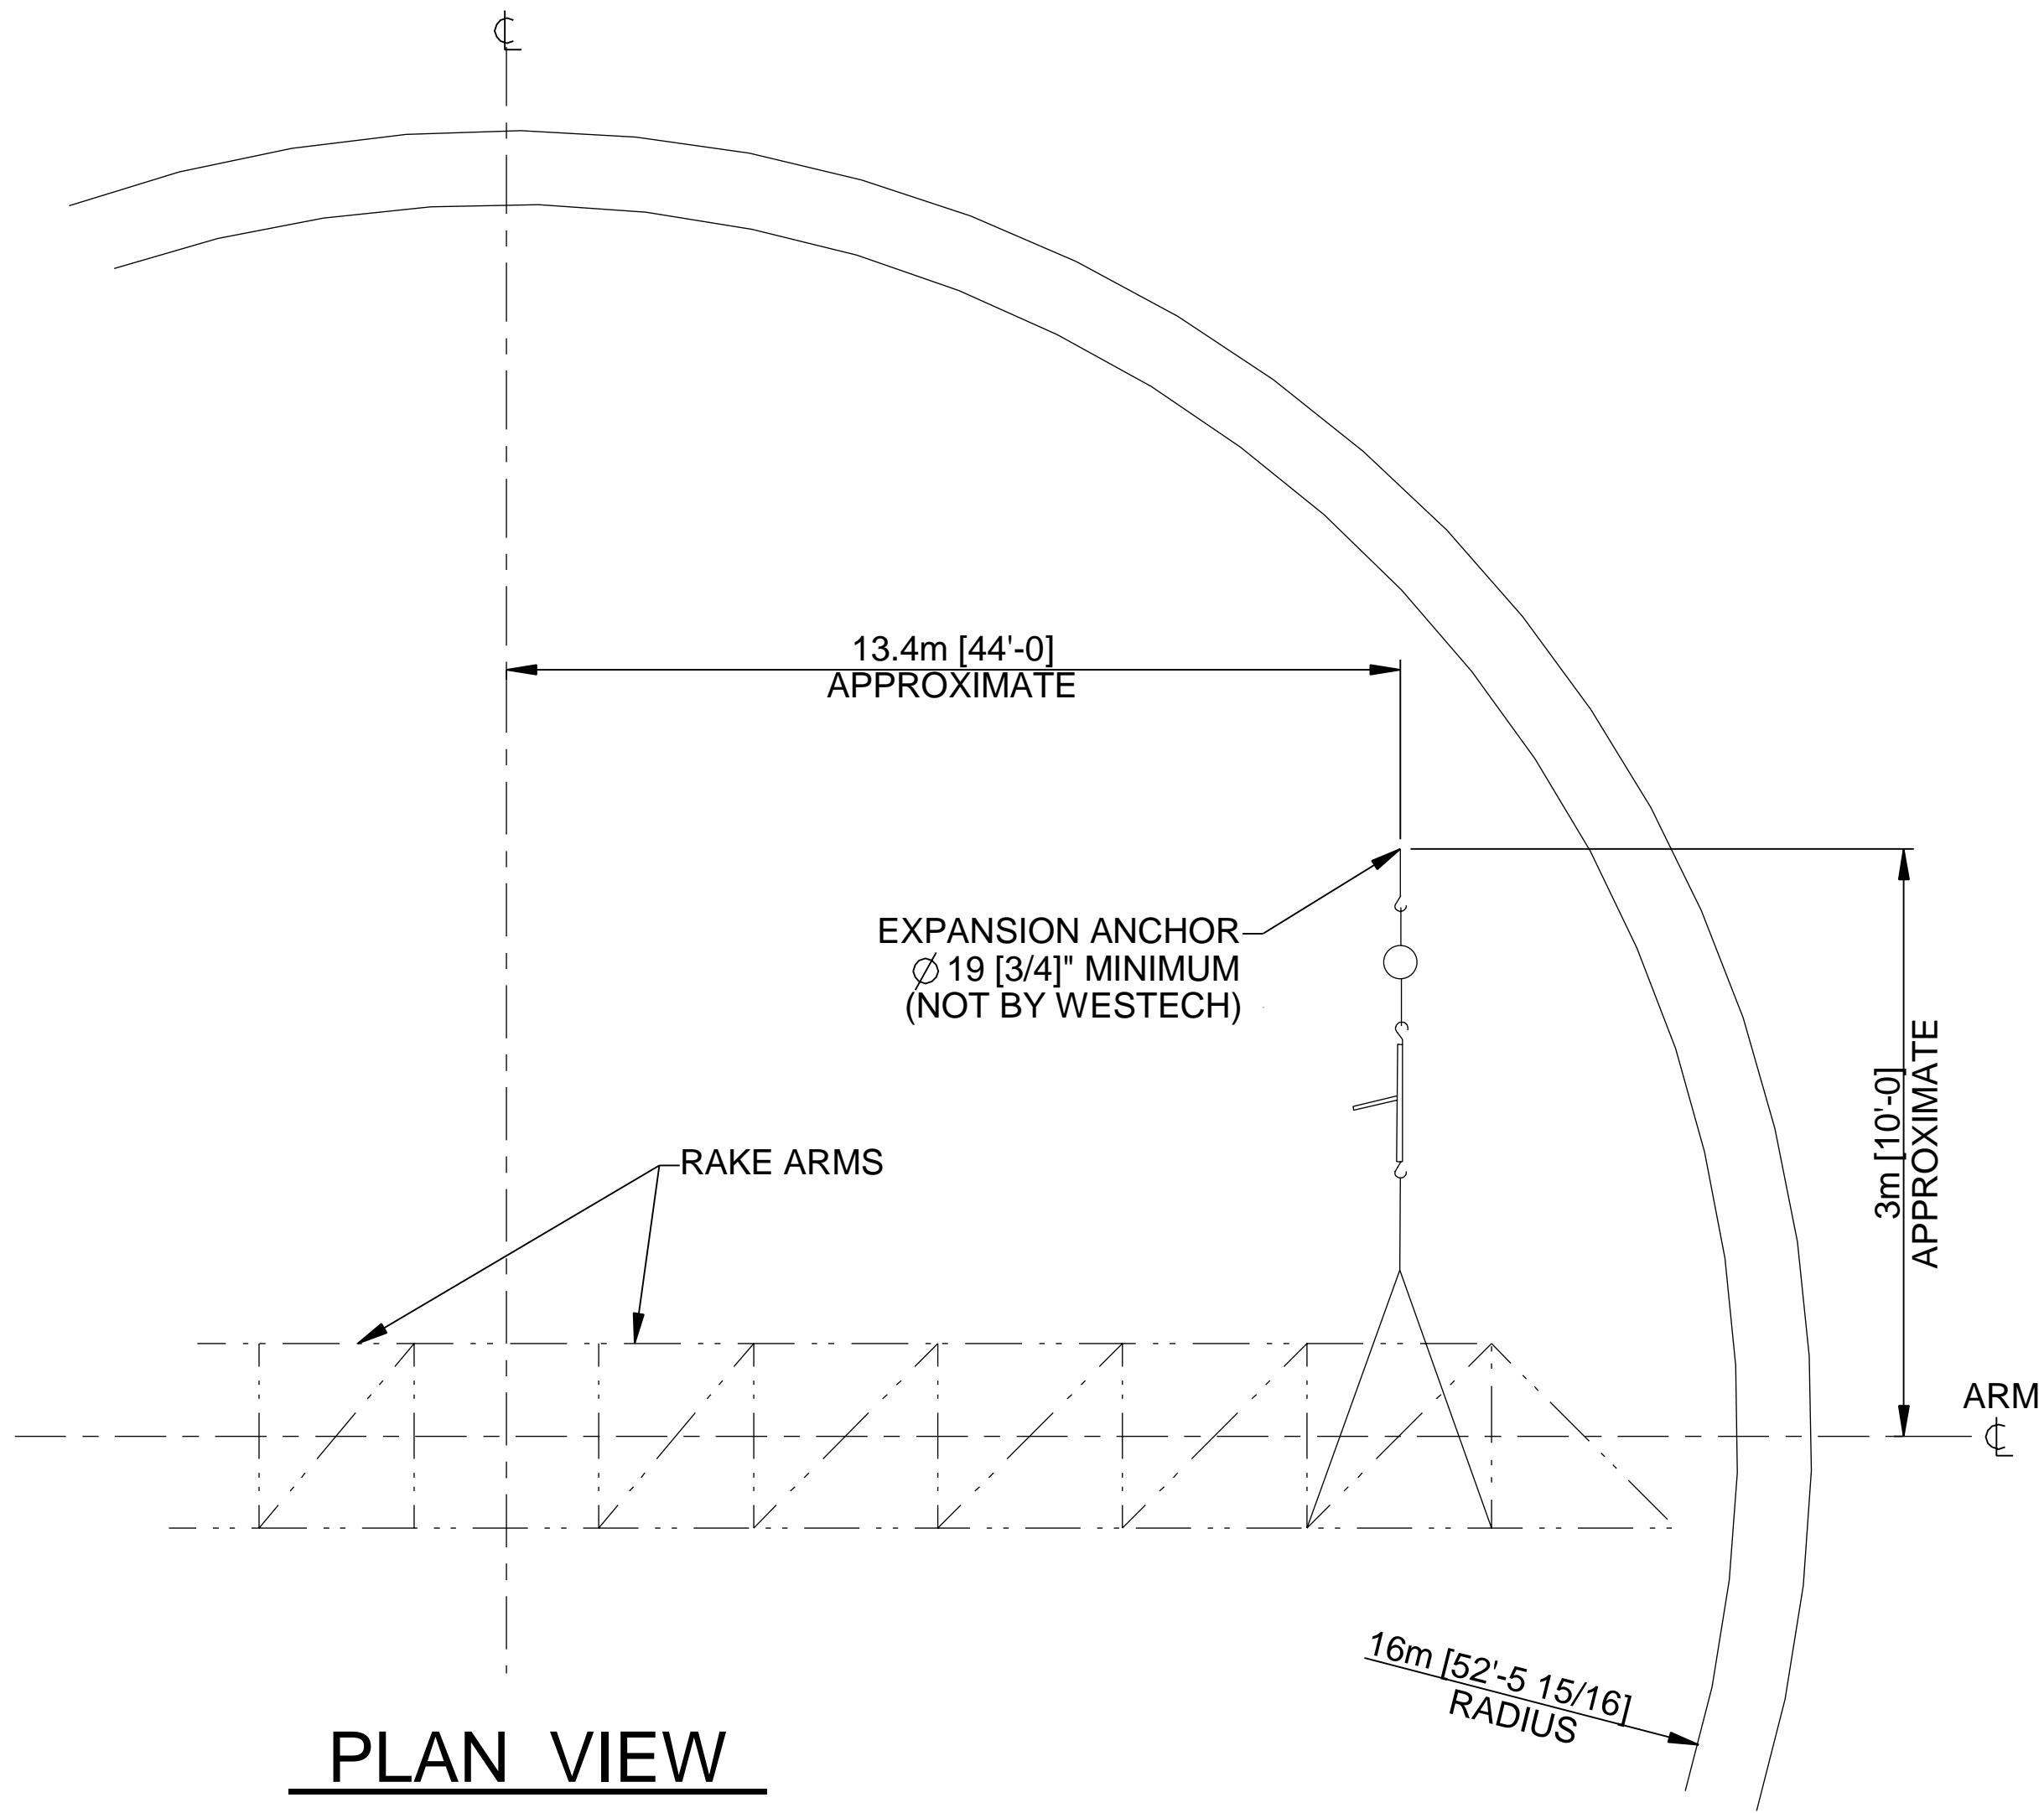 ℄
13.4m [44'-0]
APPROXIMATE
EXPANSION ANCHOR
∅ 19 [3/4]" MINIMUM
(NOT BY WESTECH)
3m [10'-0]
APPROXIMATE
RAKE ARMS
ARM
℄
16m [52'-5 15/16]
RADIUS
PLAN VIEW